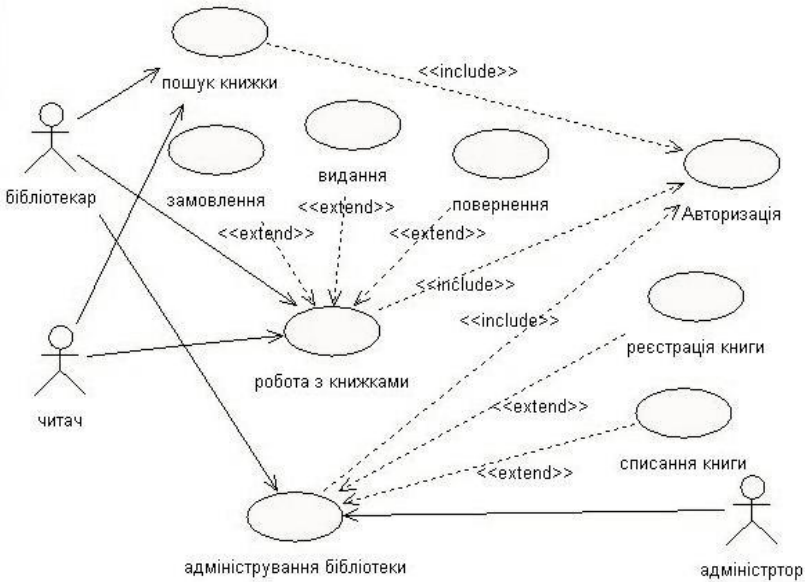 <<include>>
пошук книжки
бібліотекар
замовлення
видання
повернення
Авторизація
<<extend>>
<<extend>>
<<extend>>
<<include>>
<<include>>
читач
робота з книжками
реєстрація книги
<<extend>>
списання книги
<<extend>>
адміністрування бібліотеки
адміністртор